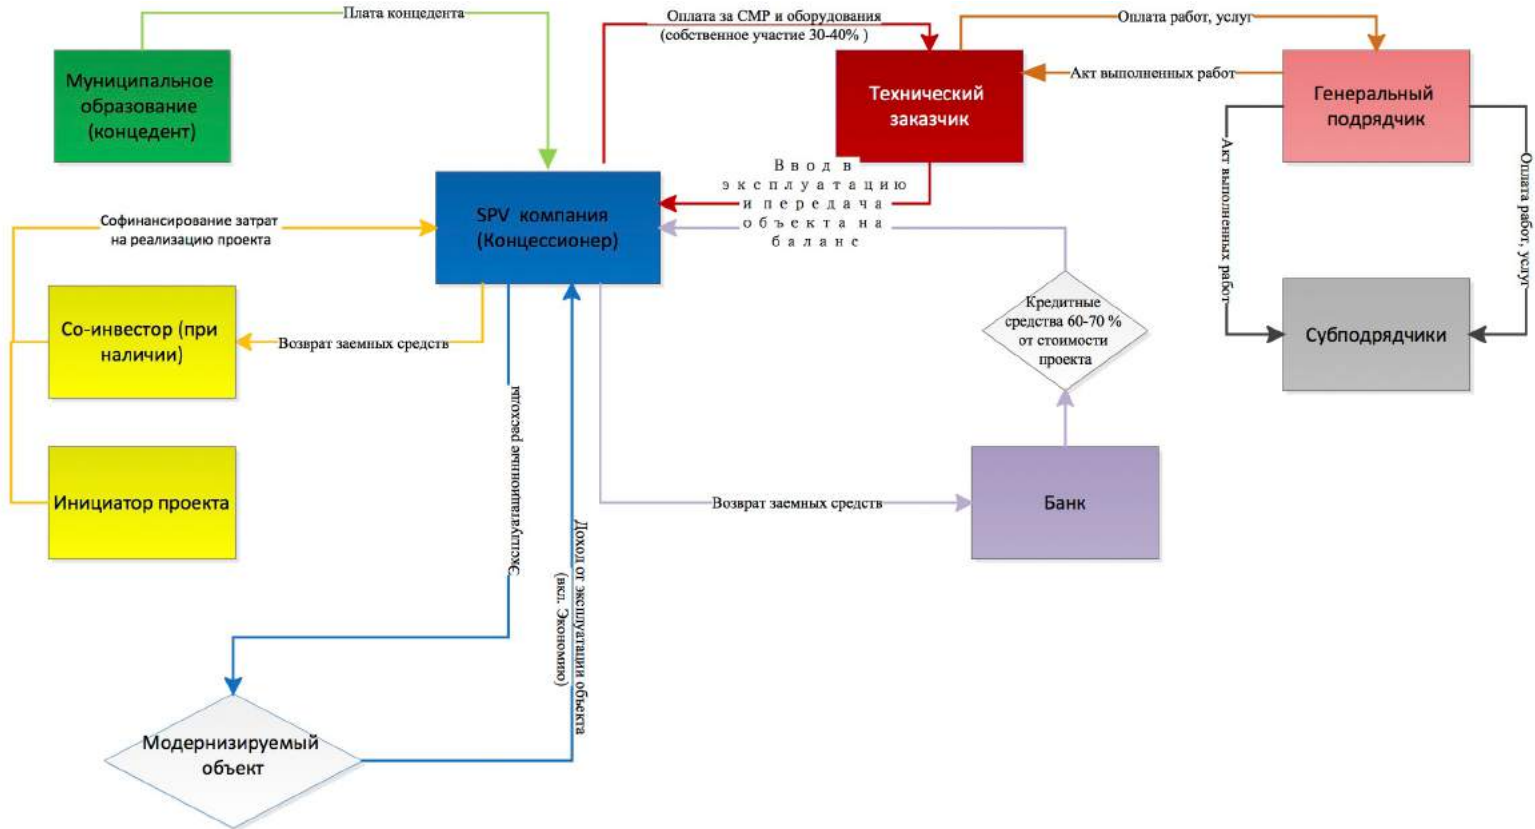 Плата концедента
Оплата за СМР и оборудования
(собственное участие 30-40% )
Оплата работ, услуг
Муниципальное
образование
(концедент)
Технический
заказчик
Акт выполненных работ
Генеральный
подрядчик
Ввод в
эксплуатацию
и передача
объекта на
баланс
Акт выполненных работ
Оплата работ, услуг
SPV компания
(Концессионер)
Софинансирование затрат
на реализацию проекта
Со-инвестор (при
наличии)
Возврат заемных средств
Кредитные
средства 60-70 %
от стоимости
проекта
Субподрядчики
Эксплуатационные расходы
Инициатор проекта
Возврат заемных средств
Банк
Доход от эксплуатации объекта
(вкл. Экономию)
Модернизируемый
объект